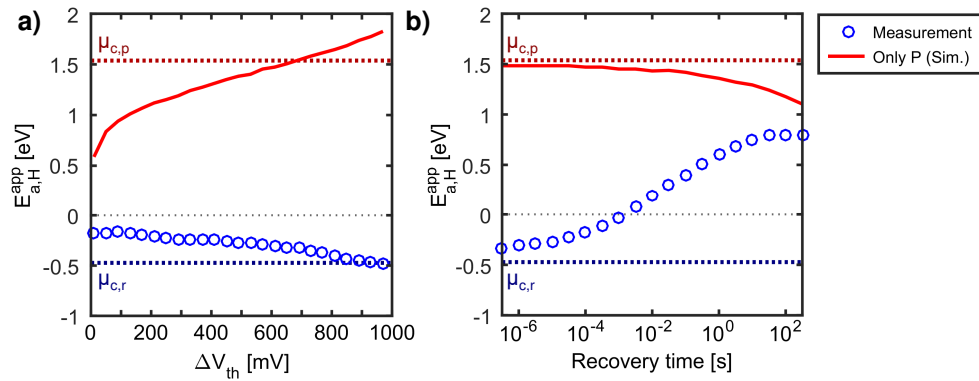 a)
2
1.5
1
0.5
0
-0.5
-1
μc,p
μc,r
E^app_a,H [eV]
0 200 400 600 800 1000
ΔVth [mV]
b)
2
1.5
1
0.5
0
-0.5
-1
μc,p
μc,r
E^app_a,H [eV]
10^-6 10^-4 10^-2 10^0 10^2
Recovery time [s]
Measurement
Only P (Sim.)